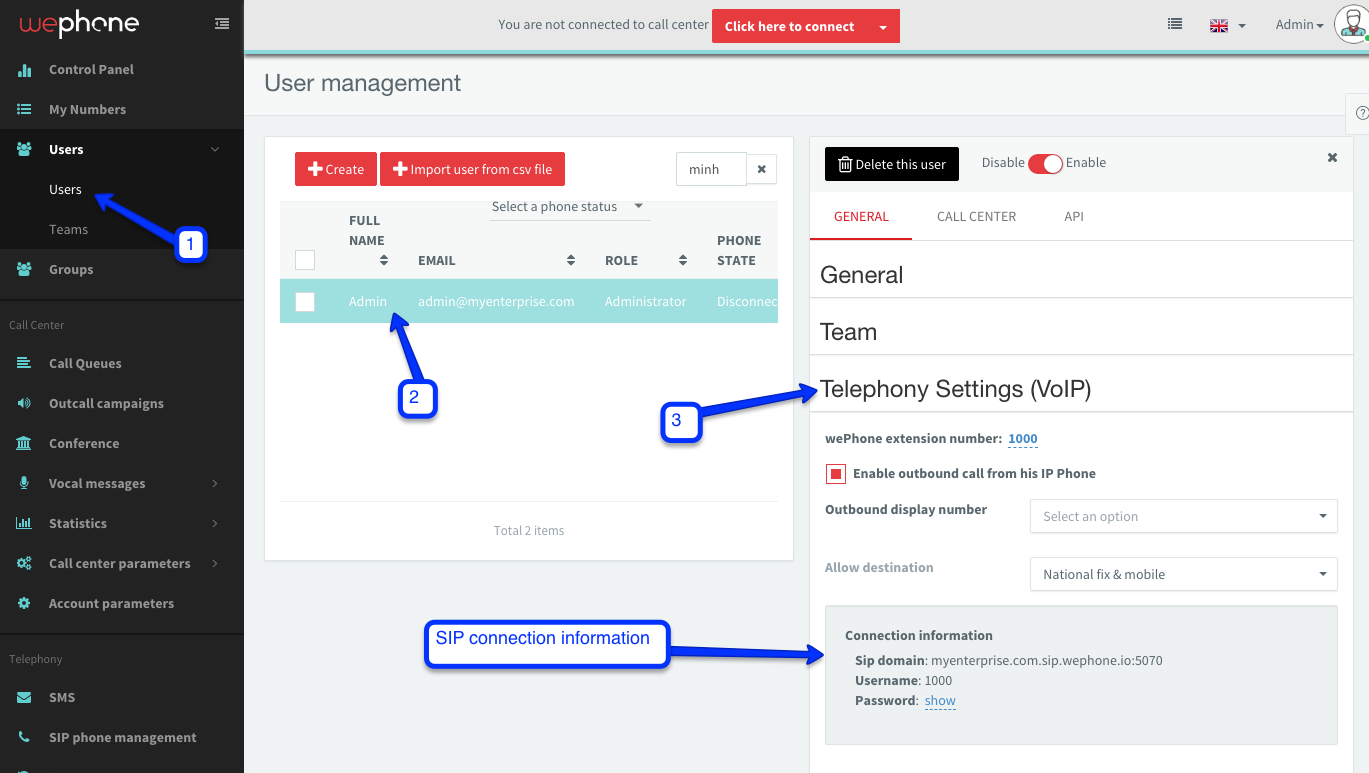 wephone
You are not connected to call center
Click here to connect
Admin
Control Panel
My Numbers
Users
Users
Teams
Groups
Call Center
Call Queues
Outcall campaigns
Conference
Vocal messages
Statistics
Call center parameters
Account parameters
Telephony
SMS
SIP phone management
1
User management
Create
Import user from csv file
minh
Select a phone status
FULL NAME
EMAIL
ROLE
PHONE STATE
Admin
admin@myenterprise.com
Administrator
Disconnec
2
Total 2 items
3
SIP connection information
Delete this user
Disable
Enable
GENERAL
CALL CENTER
API
General
Team
Telephony Settings (VoIP)
wePhone extension number: 1000
Enable outbound call from his IP Phone
Outbound display number
Select an option
Allow destination
National fix & mobile
Connection information
Sip domain: myenterprise.com.sip.wephone.io:5070
Username: 1000
Password: show